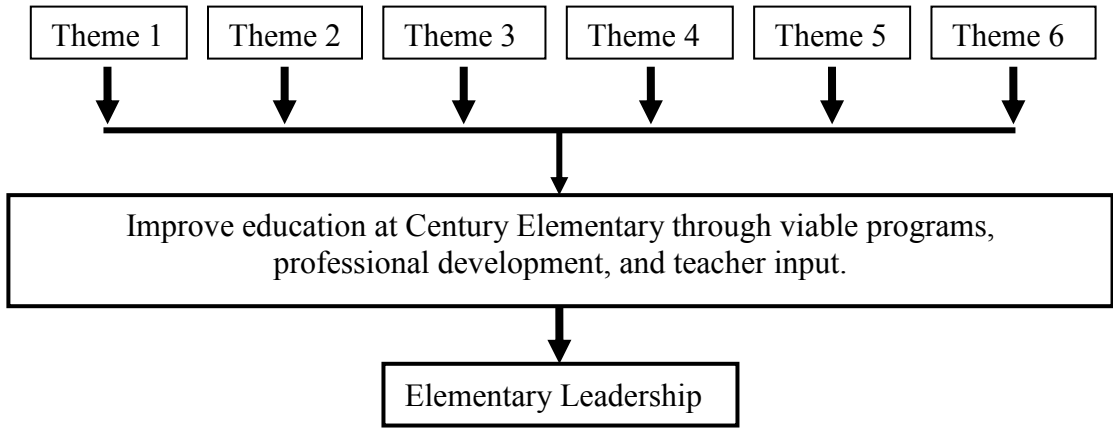 Theme 1 Theme 2 Theme 3 Theme 4 Theme 5 Theme 6
Improve education at Century Elementary through viable programs,
professional development, and teacher input.
Elementary Leadership